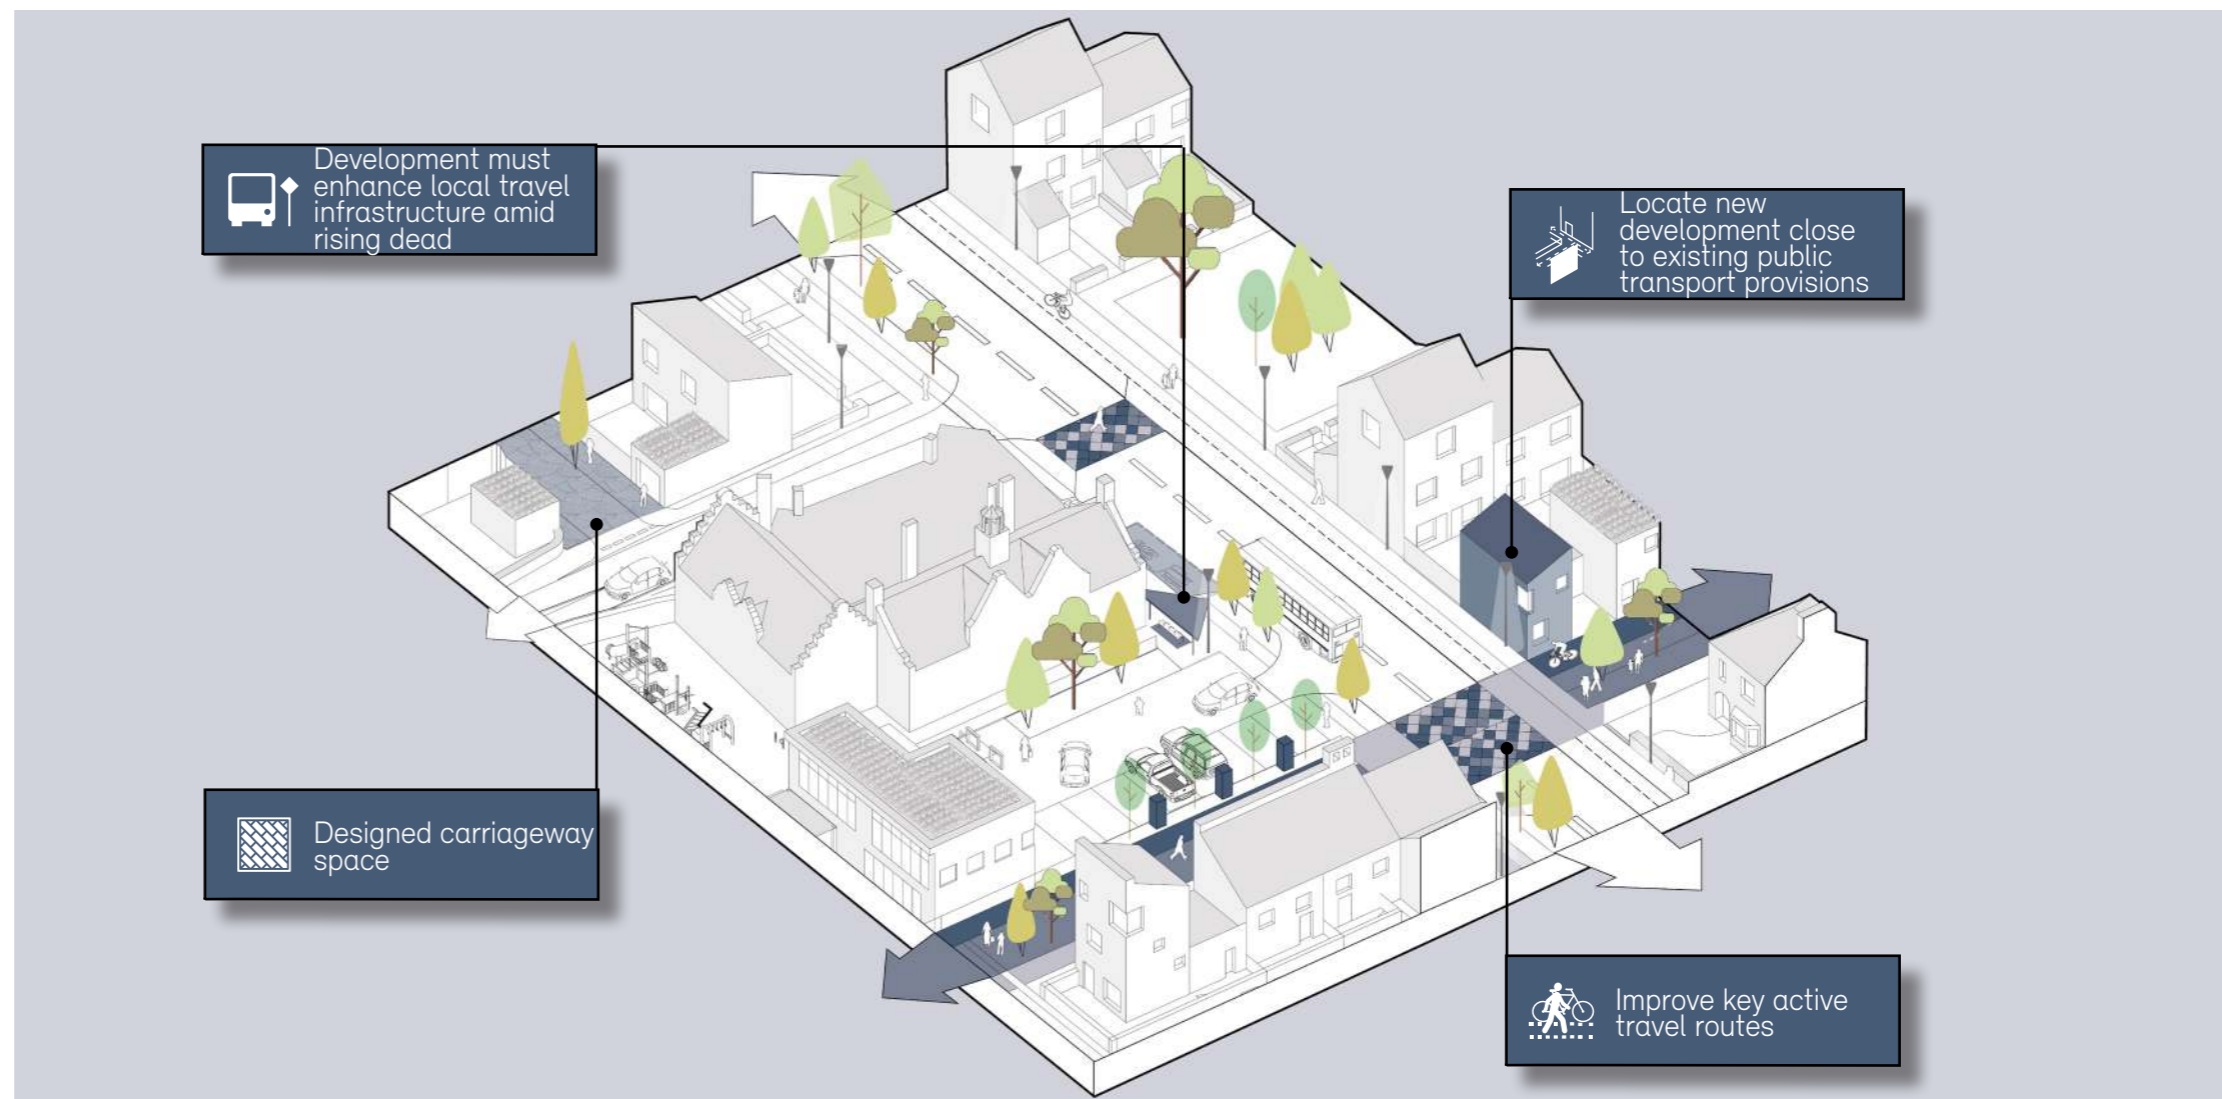 Development must
enhance local travel
infrastructure amid
rising dead
Locate new
development close
to existing public
transport provisions
Designed carriageway
space
Improve key active
travel routes